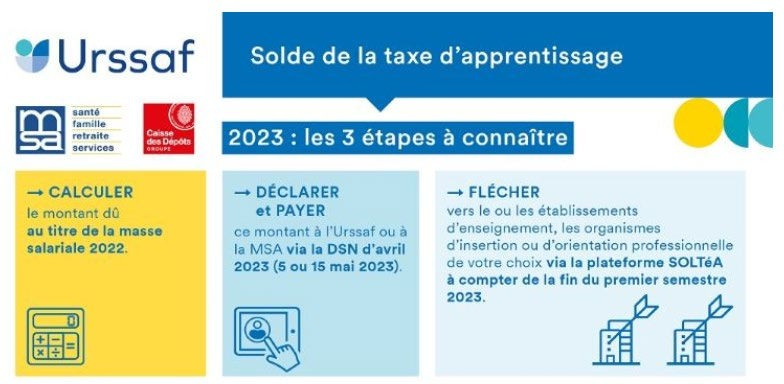 Urssaf
Solde de la taxe d'apprentissage
msa
santé
famille
retraite
services
Caisse
des Dépôts
GROUPE
2023 : les 3 étapes à connaître
→ CALCULER
le montant dû
au titre de la masse
salariale 2022.
→ DÉCLARER
et PAYER
ce montant à l'Urssaf ou à
la MSA via la DSN d'avril
2023 (5 ou 15 mai 2023).
→ FLÉCHER
vers le ou les établissements
d'enseignement, les organismes
d'insertion ou d'orientation professionnelle
de votre choix via la plateforme SOLTéA
à compter de la fin du premier semestre
2023.